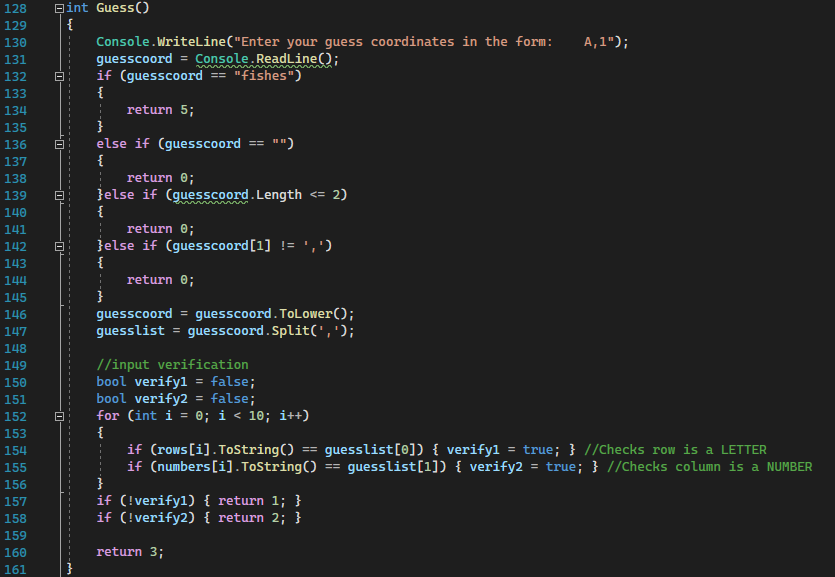 128 int Guess()
129 {
130 Console.WriteLine("Enter your guess coordinates in the form:    A,1");
131 guesscoord = Console.ReadLine();
132 if (guesscoord == "fishes")
133 {
134 return 5;
135 }
136 else if (guesscoord == "")
137 {
138 return 0;
139 }else if (guesscoord.Length <= 2)
140 {
141 return 0;
142 }else if (guesscoord[1] != ',')
143 {
144 return 0;
145 }
146 guesscoord = guesscoord.ToLower();
147 guesslist = guesscoord.Split(',');
148
149 //input verification
150 bool verify1 = false;
151 bool verify2 = false;
152 for (int i = 0; i < 10; i++)
153 {
154 if (rows[i].ToString() == guesslist[0]) { verify1 = true; } //Checks row is a LETTER
155 if (numbers[i].ToString() == guesslist[1]) { verify2 = true; } //Checks column is a NUMBER
156 }
157 if (!verify1) { return 1; }
158 if (!verify2) { return 2; }
159
160 return 3;
161 }